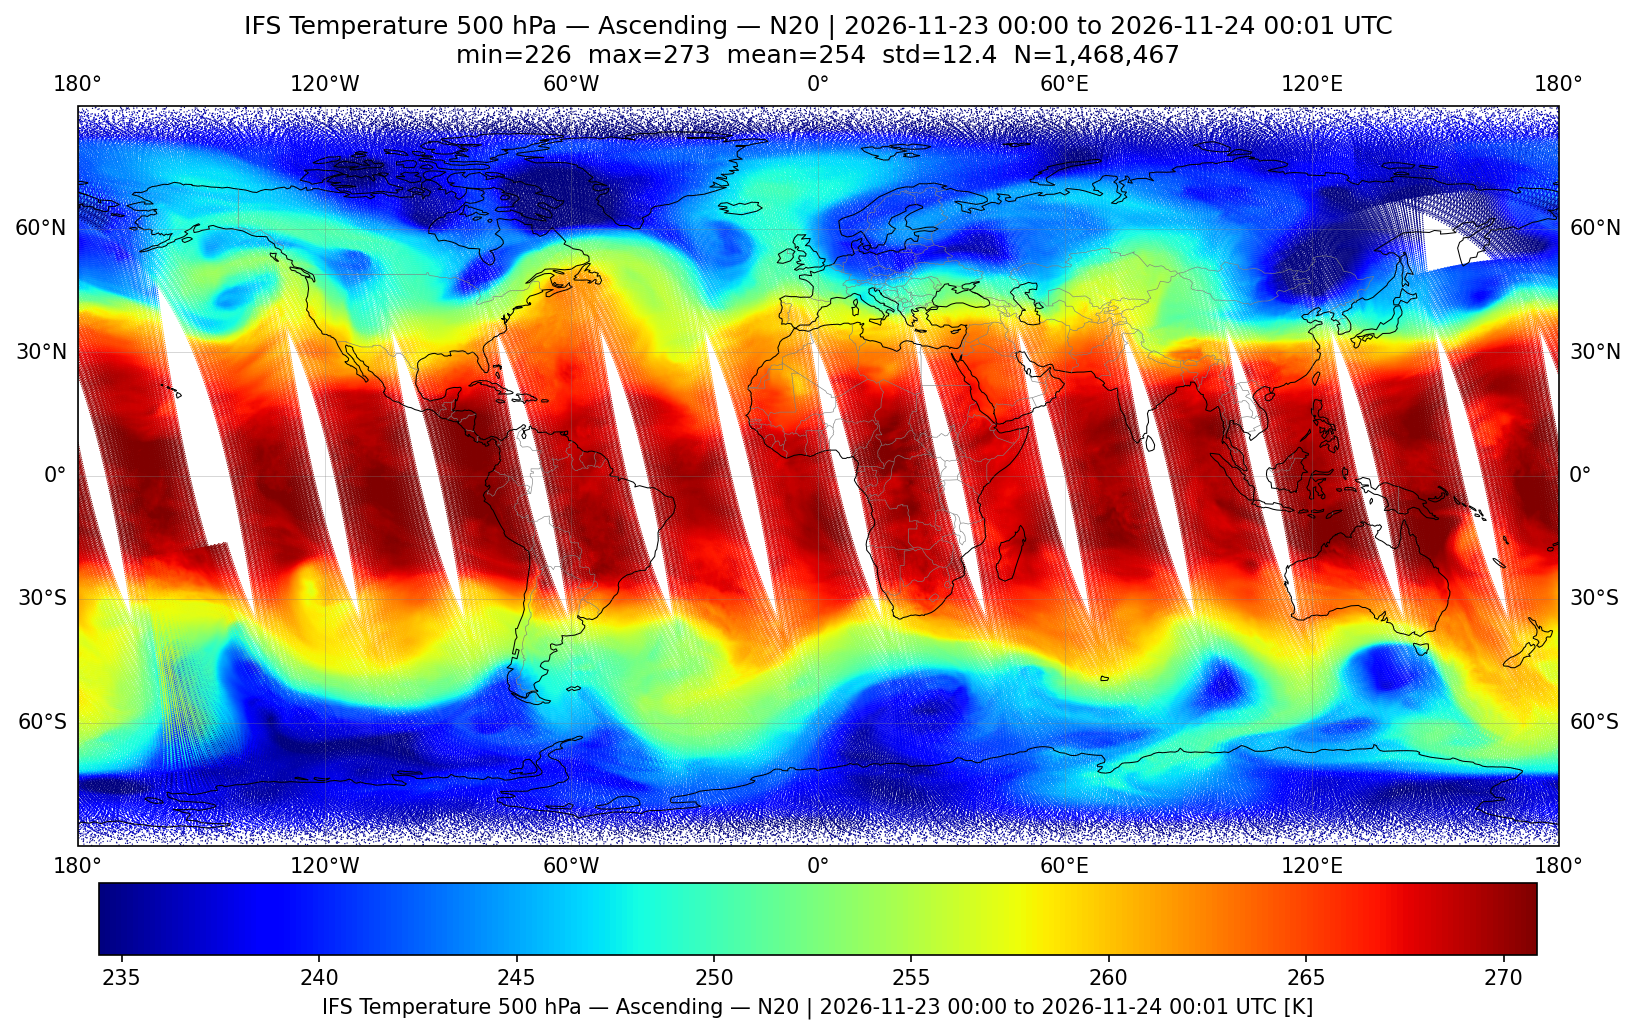 IFS Temperature 500 hPa — Ascending — N20 | 2026-11-23 00:00 to 2026-11-24 00:01 UTC
min=226  max=273  mean=254  std=12.4  N=1,468,467
180° 120°W 60°W 0° 60°E 120°E 180°
60°N 60°N
30°N 30°N
0° 0°
30°S 30°S
60°S 60°S
180° 120°W 60°W 0° 60°E 120°E 180°
235 240 245 250 255 260 265 270
IFS Temperature 500 hPa — Ascending — N20 | 2026-11-23 00:00 to 2026-11-24 00:01 UTC [K]